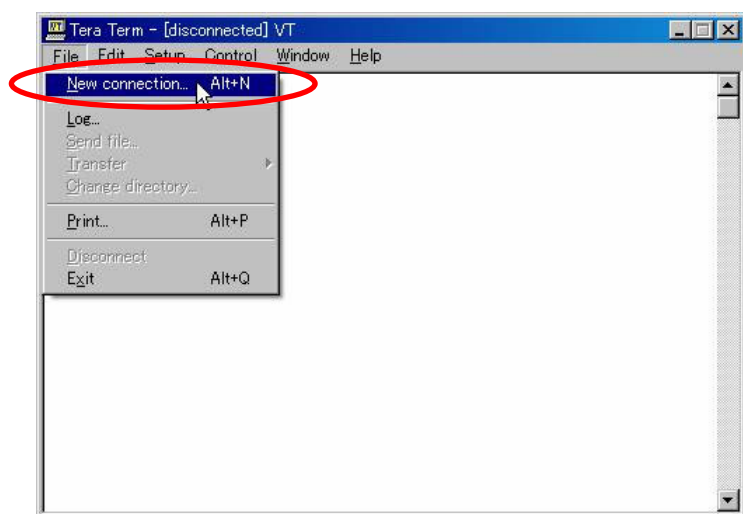 Tera Term - [disconnected] VT
File Edit Setup Control Window Help
New connection... Alt+N
Log...
Send file...
Transfer
Change directory...
Print... Alt+P
Disconnect
Exit Alt+Q